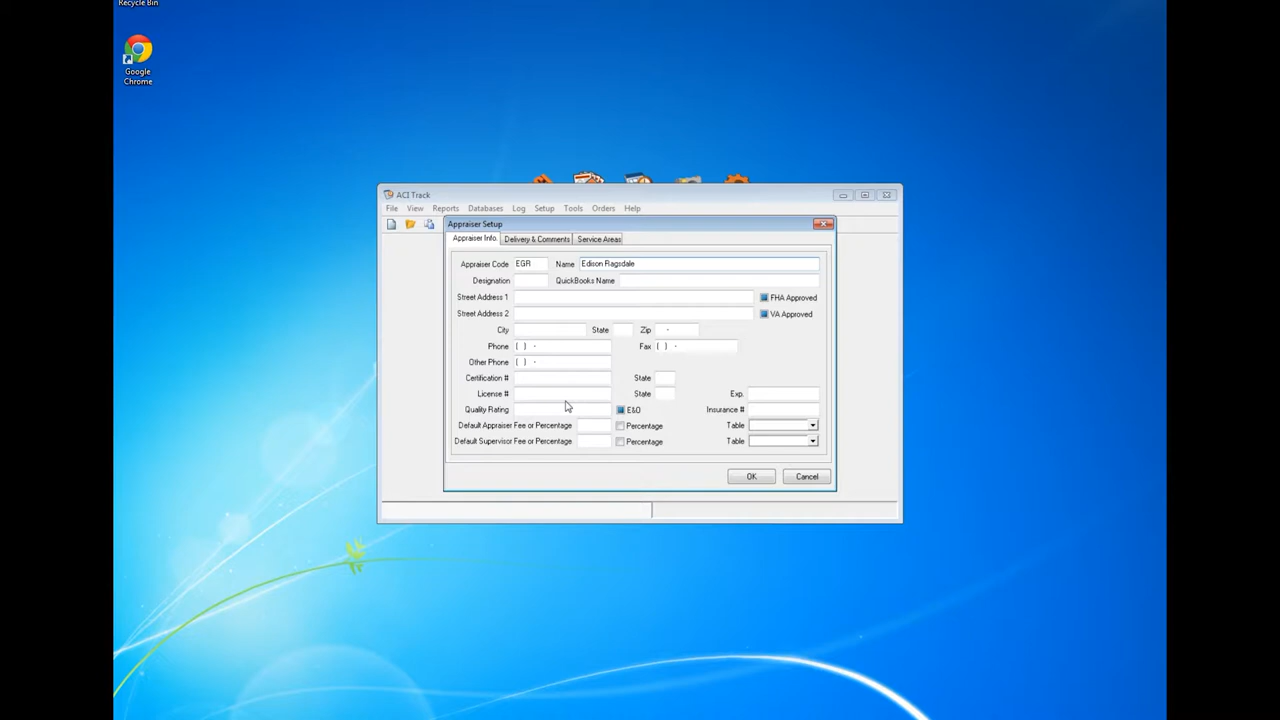 Recycle Bin
Google
Chrome
ACI Track
File View Reports Databases Log Setup Tools Orders Help
Appraiser Setup
Appraiser Info. Delivery & Comments Service Areas
Appraiser Code EGR Name Edison Ragsdale
Designation QuickBooks Name
Street Address 1 FHA Approved
Street Address 2 VA Approved
City State Zip -
Phone ( ) - Fax ( ) -
Other Phone ( ) -
Certification # State
License # State Exp.
Quality Rating E&O Insurance #
Default Appraiser Fee or Percentage Percentage Table
Default Supervisor Fee or Percentage Percentage Table
OK Cancel